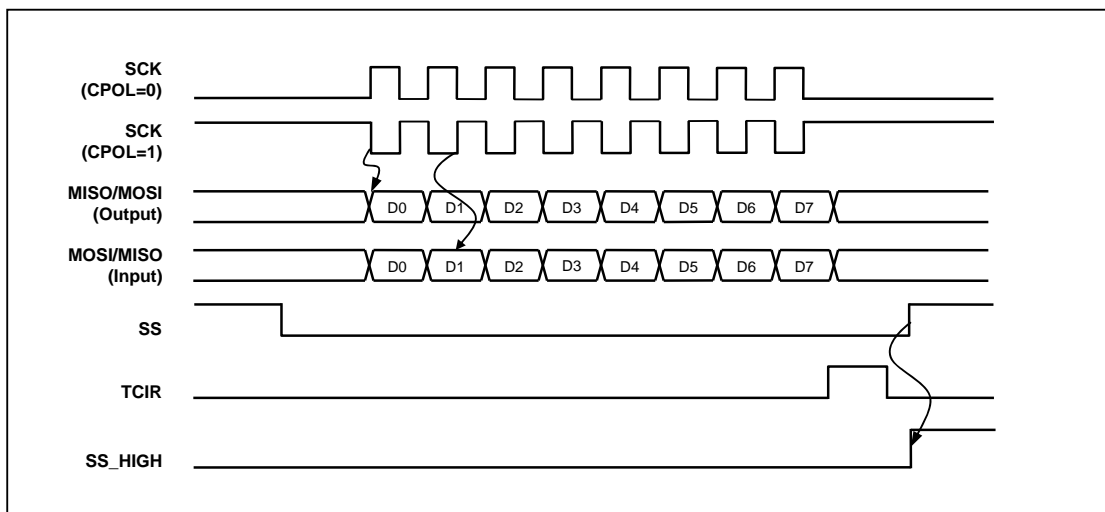 SCK
(CPOL=0)
SCK
(CPOL=1)
MISO/MOSI
(Output)
D0 D1 D2 D3 D4 D5 D6 D7
MOSI/MISO
(Input)
D0 D1 D2 D3 D4 D5 D6 D7
SS
TCIR
SS_HIGH